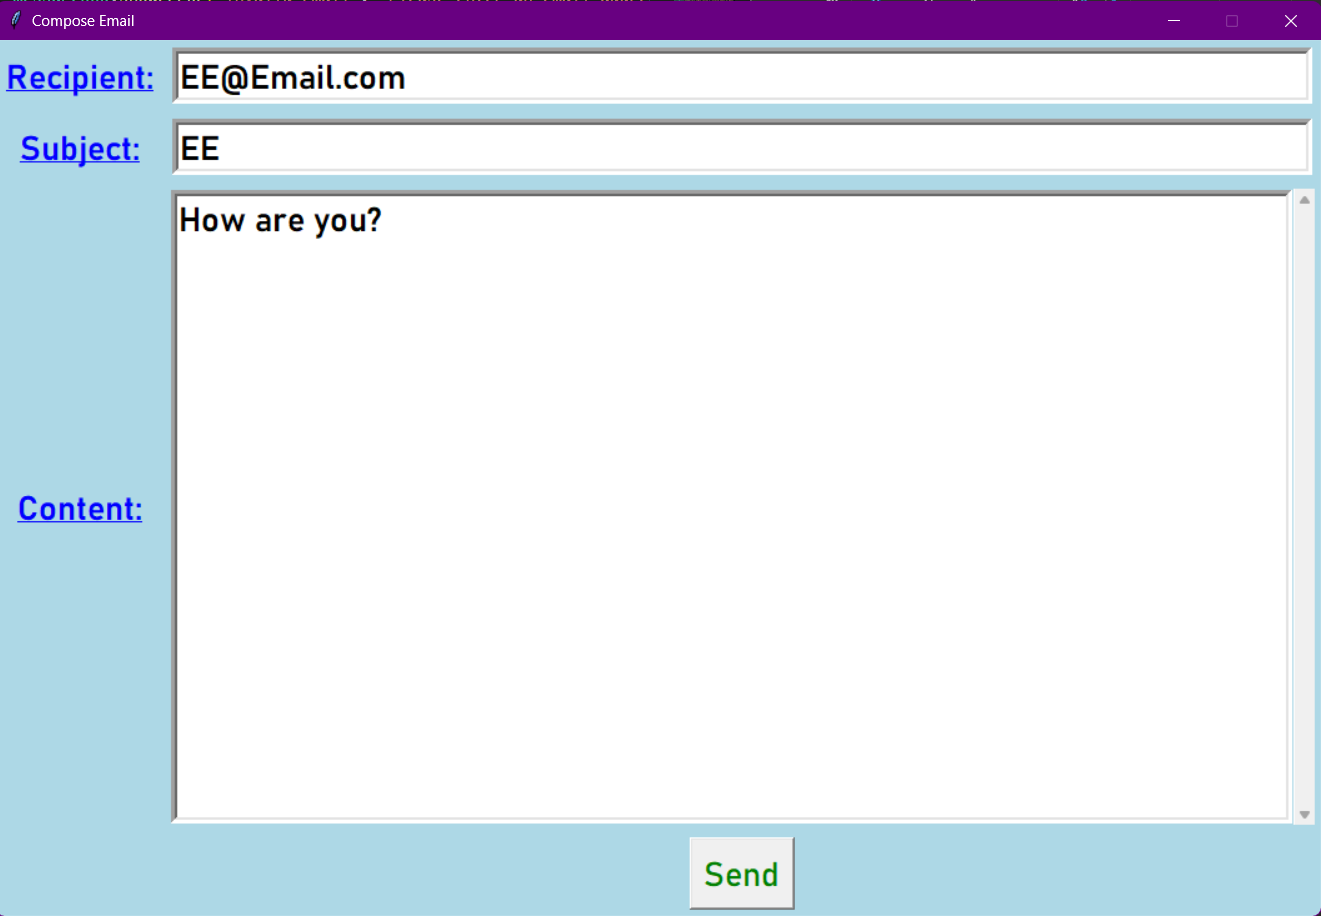 Compose Email
Recipient: EE@Email.com
Subject: EE
How are you?
Content:
Send